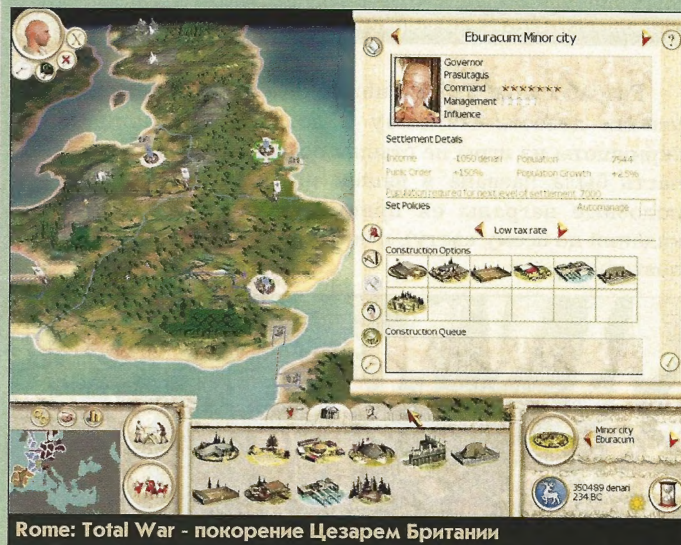 Eburacum: Minor city
?
Governor
Prasutagus
Command
Management
Influence
Settlement Details
Income -1050 denari Population 7544
Public Order +150% Population Growth +2.5%
Population required for next level of settlement: 7000
Set Policies
Automanage
Low tax rate
Construction Options
Construction Queue
Minor city
Eburacum
350489 denari
234 BC
Rome: Total War - покорение Цезарем Британии